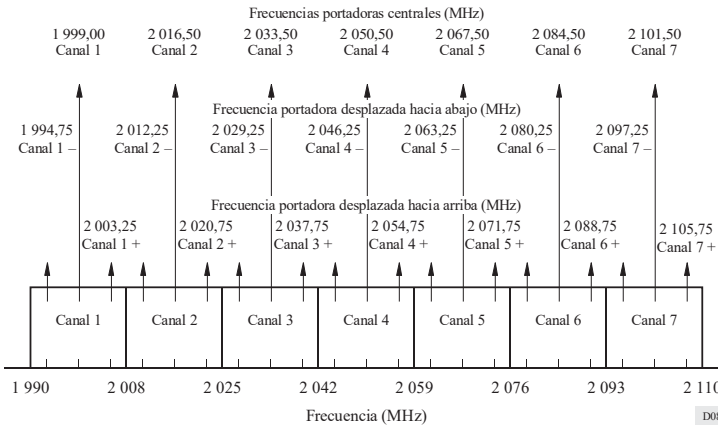 Frecuencias portadoras centrales (MHz)
1 999,00 2 016,50 2 033,50 2 050,50 2 067,50 2 084,50 2 101,50
Canal 1 Canal 2 Canal 3 Canal 4 Canal 5 Canal 6 Canal 7
Frecuencia portadora desplazada hacia abajo (MHz)
1 994,75 2 012,25 2 029,25 2 046,25 2 063,25 2 080,25 2 097,25
Canal 1 – Canal 2 – Canal 3 – Canal 4 – Canal 5 – Canal 6 – Canal 7 –
Frecuencia portadora desplazada hacia arriba (MHz)
2 003,25 2 020,75 2 037,75 2 054,75 2 071,75 2 088,75 2 105,75
Canal 1 + Canal 2 + Canal 3 + Canal 4 + Canal 5 + Canal 6 + Canal 7 +
Canal 1 Canal 2 Canal 3 Canal 4 Canal 5 Canal 6 Canal 7
1 990 2 008 2 025 2 042 2 059 2 076 2 093 2 110
Frecuencia (MHz)